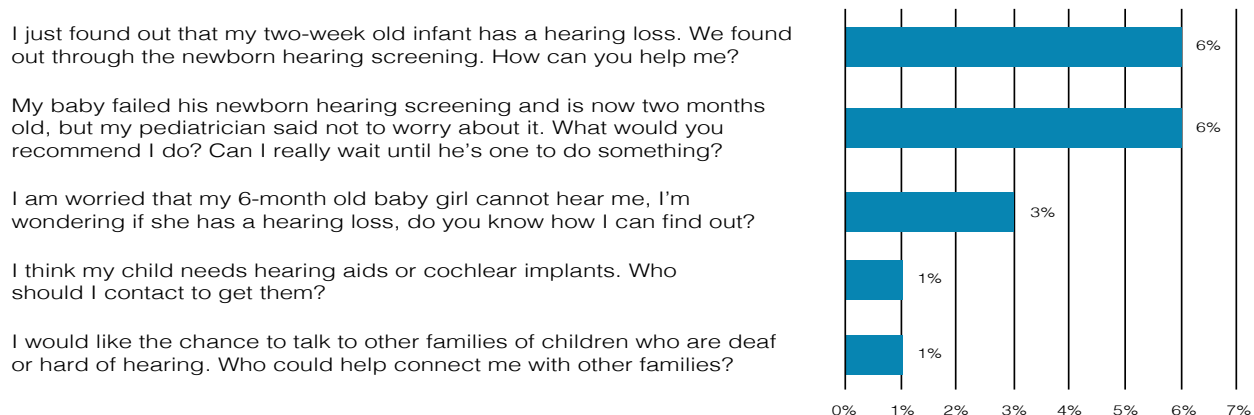 I just found out that my two-week old infant has a hearing loss. We found
out through the newborn hearing screening. How can you help me?
6%
My baby failed his newborn hearing screening and is now two months
old, but my pediatrician said not to worry about it. What would you
recommend I do? Can I really wait until he’s one to do something?
6%
I am worried that my 6-month old baby girl cannot hear me, I’m
wondering if she has a hearing loss, do you know how I can find out?
3%
I think my child needs hearing aids or cochlear implants. Who
should I contact to get them?
1%
I would like the chance to talk to other families of children who are deaf
or hard of hearing. Who could help connect me with other families?
1%
0% 1% 2% 3% 4% 5% 6% 7%